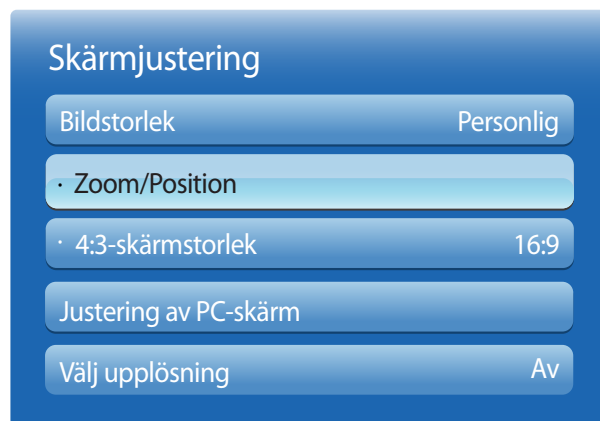 Skärmjustering
Bildstorlek Personlig
· Zoom/Position
· 4:3-skärmstorlek 16:9
Justering av PC-skärm
Välj upplösning Av